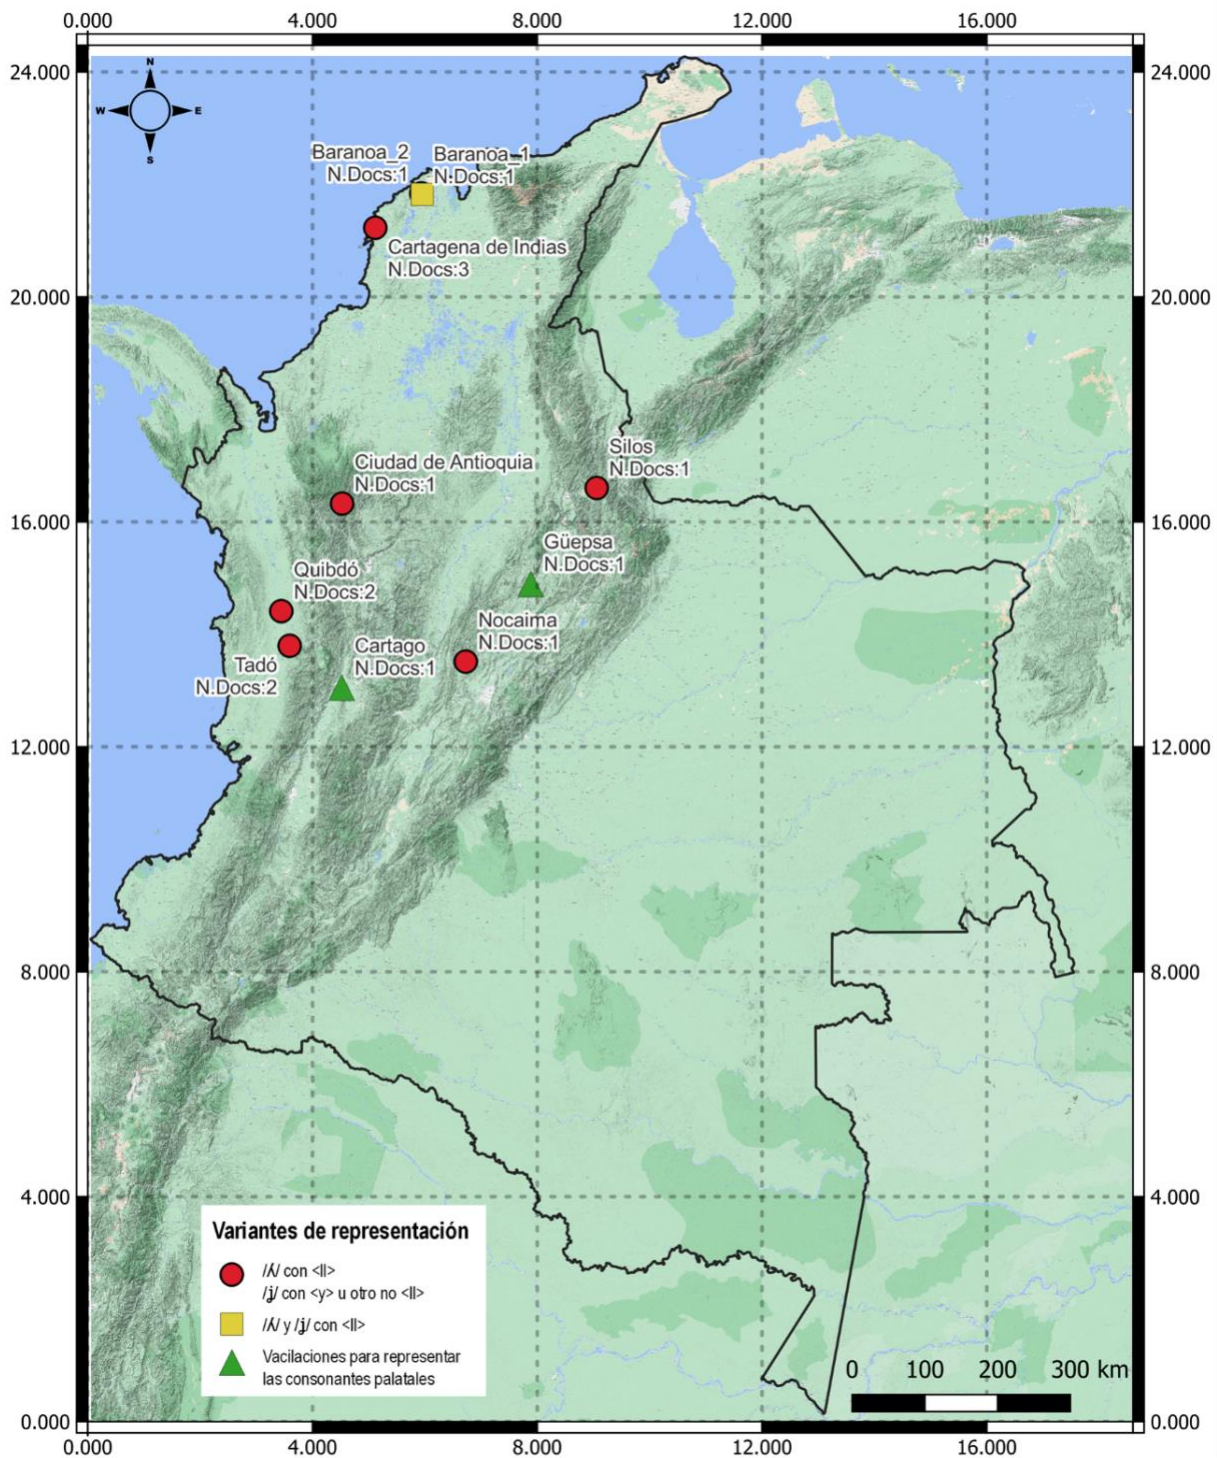 0.000 4.000 8.000 12.000 16.000
24.000 24.000
N
W E
S
Baranoa_2
N.Docs:1
Baranoa_1
N.Docs:1
Cartagena de Indias
N.Docs:3
20.000 20.000
Silos
N.Docs:1
Ciudad de Antioquia
N.Docs:1
16.000 16.000
Güepsa
N.Docs:1
Quibdó
N.Docs:2
Nocaima
N.Docs:1
Cartago
N.Docs:1
Tadó
N.Docs:2
12.000 12.000
8.000 8.000
4.000 4.000
Variantes de representación
/ʎ/ con <ll>
/ʝ/ con <y> u otro no <ll>
/ʎ/ y /ʝ/ con <ll>
Vacilaciones para representar
las consonantes palatales
0 100 200 300 km
0.000 0.000
0.000 4.000 8.000 12.000 16.000